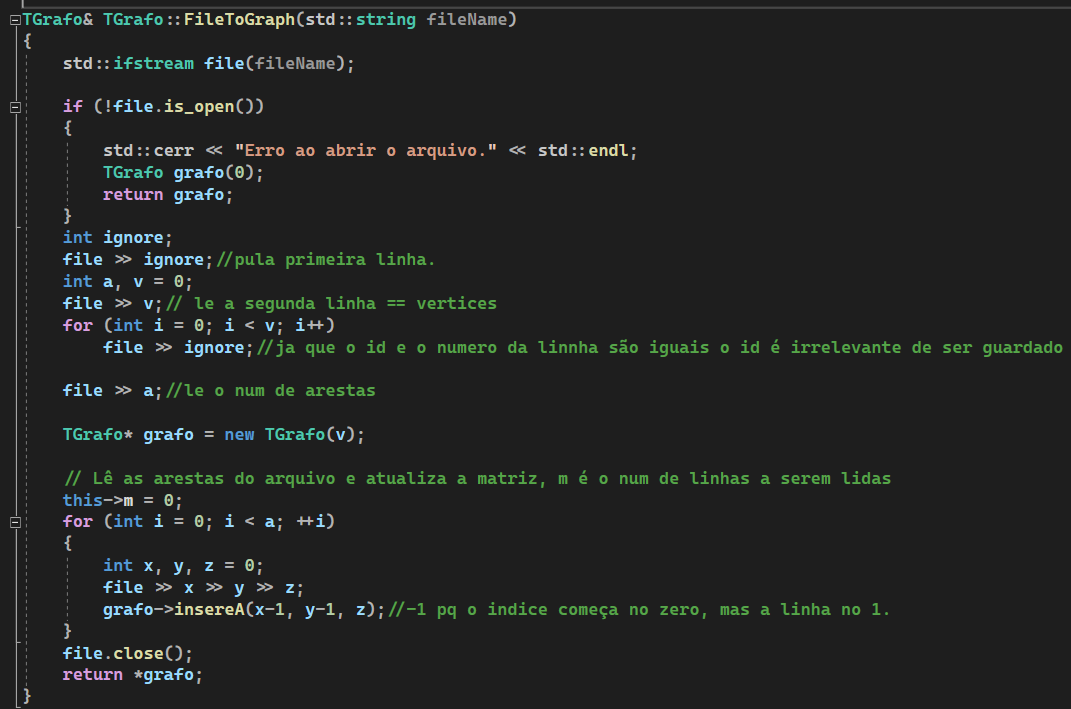 TGrafo& TGrafo::FileToGraph(std::string fileName)
{
std::ifstream file(fileName);
if (!file.is_open())
{
std::cerr << "Erro ao abrir o arquivo." << std::endl;
TGrafo grafo(0);
return grafo;
}
int ignore;
file >> ignore;//pula primeira linha.
int a, v = 0;
file >> v;// le a segunda linha == vertices
for (int i = 0; i < v; i++)
file >> ignore;//ja que o id e o numero da linnha são iguais o id é irrelevante de ser guardado
file >> a;//le o num de arestas
TGrafo* grafo = new TGrafo(v);
// Lê as arestas do arquivo e atualiza a matriz, m é o num de linhas a serem lidas
this->m = 0;
for (int i = 0; i < a; ++i)
{
int x, y, z = 0;
file >> x >> y >> z;
grafo->insereA(x-1, y-1, z);//-1 pq o indice começa no zero, mas a linha no 1.
}
file.close();
return *grafo;
}